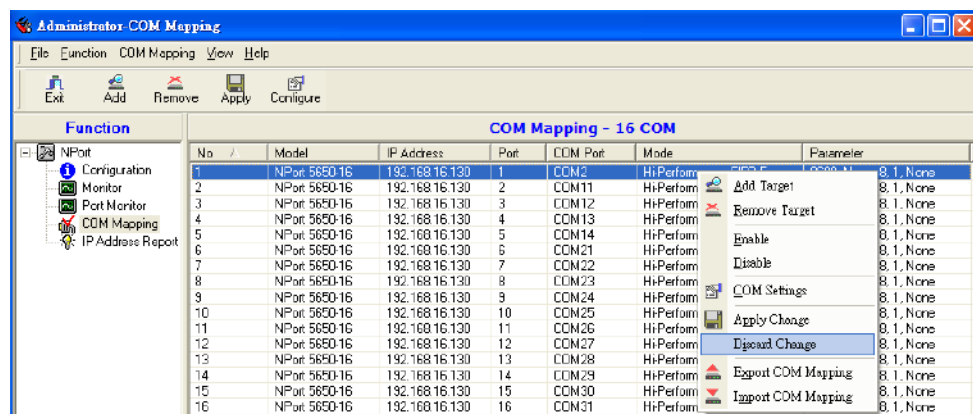 Administrator-COM Mapping
File Function COM Mapping View Help
Exit Add Remove Apply Configure
Function
COM Mapping - 16 COM
NPort
Configuration
Monitor
Port Monitor
COM Mapping
IP Address Report
No Model IP Address Port COM Port Mode Parameter
1 NPort 5650-16 192.168.16.130 1 COM2 Hi-Perform 8, 1, None
2 NPort 5650-16 192.168.16.130 2 COM11 Hi-Perform 8, 1, None
3 NPort 5650-16 192.168.16.130 3 COM12 Hi-Perform 8, 1, None
4 NPort 5650-16 192.168.16.130 4 COM13 Hi-Perform 8, 1, None
5 NPort 5650-16 192.168.16.130 5 COM14 Hi-Perform 8, 1, None
6 NPort 5650-16 192.168.16.130 6 COM21 Hi-Perform 8, 1, None
7 NPort 5650-16 192.168.16.130 7 COM22 Hi-Perform 8, 1, None
8 NPort 5650-16 192.168.16.130 8 COM23 Hi-Perform 8, 1, None
9 NPort 5650-16 192.168.16.130 9 COM24 Hi-Perform 8, 1, None
10 NPort 5650-16 192.168.16.130 10 COM25 Hi-Perform 8, 1, None
11 NPort 5650-16 192.168.16.130 11 COM26 Hi-Perform 8, 1, None
12 NPort 5650-16 192.168.16.130 12 COM27 Hi-Perform 8, 1, None
13 NPort 5650-16 192.168.16.130 13 COM28 Hi-Perform 8, 1, None
14 NPort 5650-16 192.168.16.130 14 COM29 Hi-Perform 8, 1, None
15 NPort 5650-16 192.168.16.130 15 COM30 Hi-Perform 8, 1, None
16 NPort 5650-16 192.168.16.130 16 COM31 Hi-Perform 8, 1, None
Add Target
Remove Target
Enable
Disable
COM Settings
Apply Change
Discard Change
Export COM Mapping
Import COM Mapping